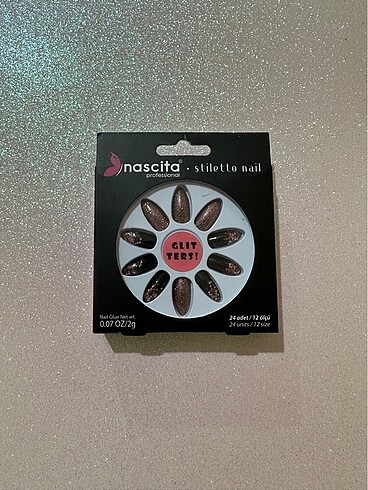 nascita® • stiletto nail
professional
GLIT
TERS!
Nail Glue Net wt.
0.07 OZ/2g
24 adet / 12 ölçü
24 units / 12 size